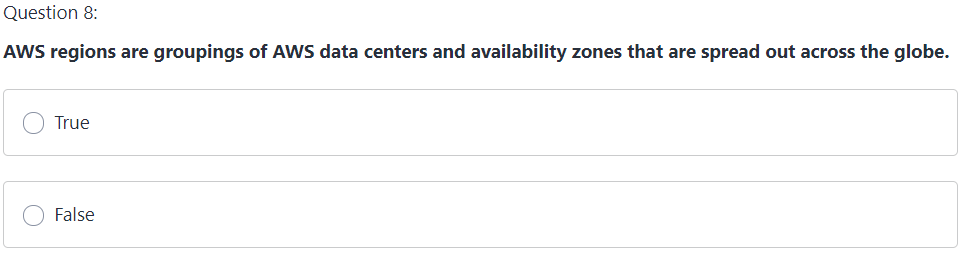 Question 8:
AWS regions are groupings of AWS data centers and availability zones that are spread out across the globe.
True
False